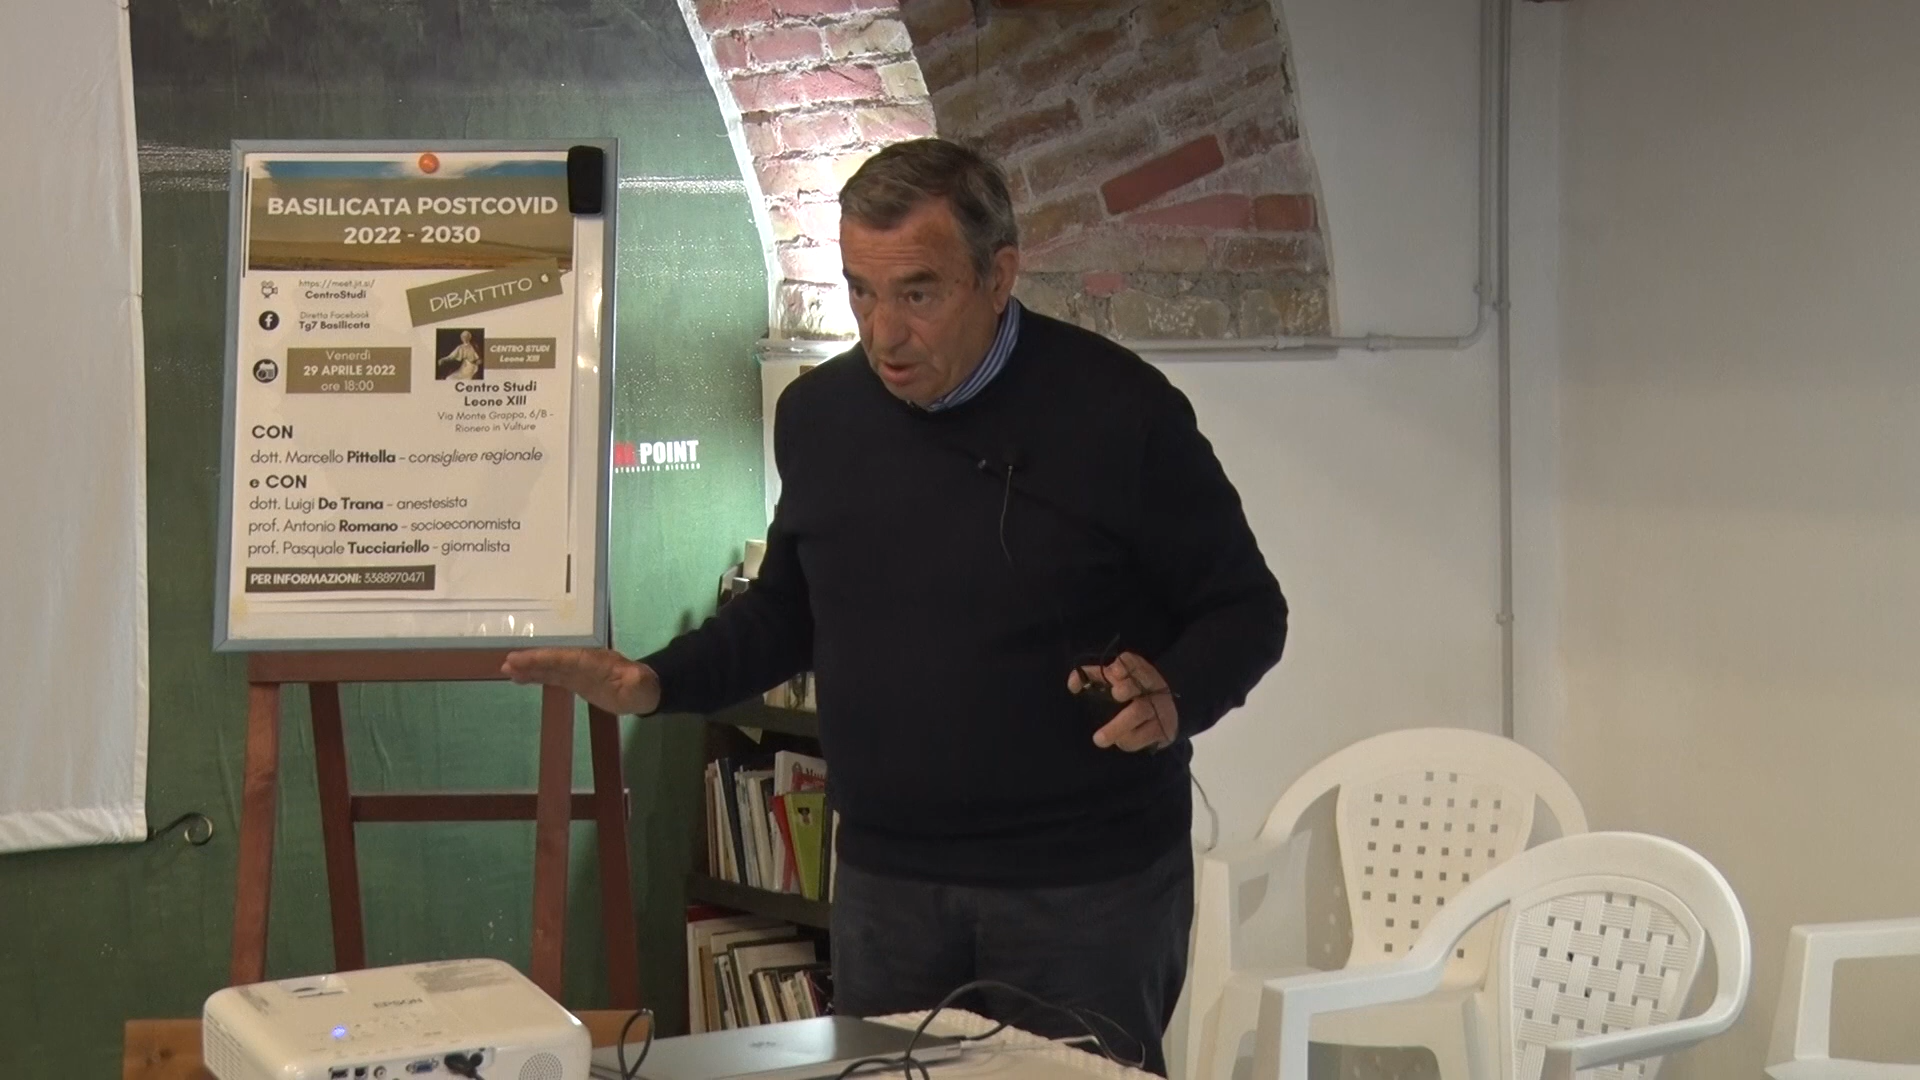 BASILICATA POSTCOVID
2022 - 2030
https://meet.jit.si/
CentroStudi
DIBATTITO
Diretta Facebook
Tg7 Basilicata
CENTRO STUDI
Leone XIII
Venerdì
29 APRILE 2022
ore 18:00
Centro Studi
Leone XIII
Via Monte Grappa, 6/B -
Rionero in Vulture
CON
dott. Marcello Pittella - consigliere regionale
e CON
dott. Luigi De Trana - anestesista
prof. Antonio Romano - socioeconomista
prof. Pasquale Tucciariello - giornalista
PER INFORMAZIONI: 3388970471
POINT
EPSON